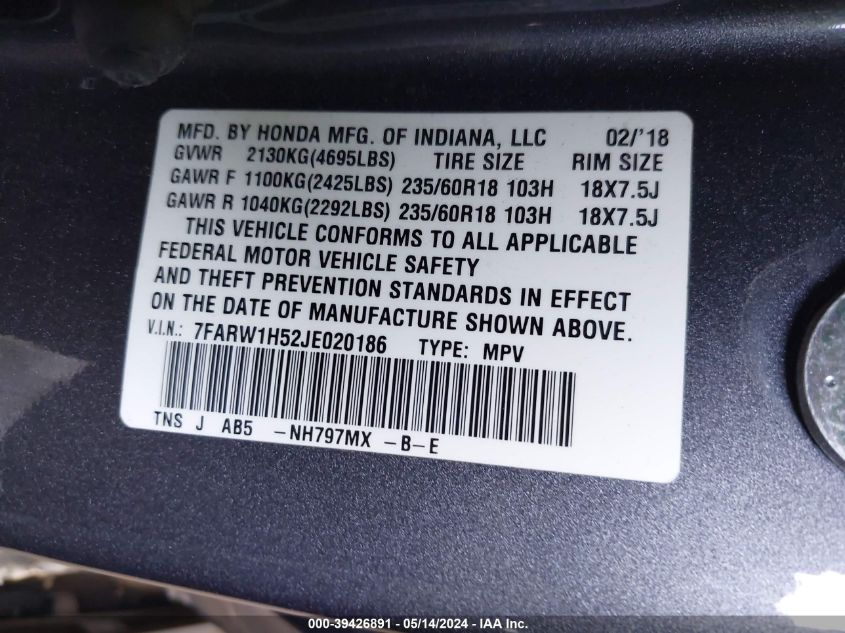 MFD. BY HONDA MFG. OF INDIANA, LLC 02/'18
GVWR 2130KG(4695LBS) TIRE SIZE RIM SIZE
GAWR F 1100KG(2425LBS) 235/60R18 103H 18X7.5J
GAWR R 1040KG(2292LBS) 235/60R18 103H 18X7.5J
THIS VEHICLE CONFORMS TO ALL APPLICABLE
FEDERAL MOTOR VEHICLE SAFETY
AND THEFT PREVENTION STANDARDS IN EFFECT
ON THE DATE OF MANUFACTURE SHOWN ABOVE.
V.I.N.: 7FARW1H52JE020186 TYPE: MPV
TNS J AB5 -NH797MX -B-E
000-39426891 - 05/14/2024 - IAA Inc.